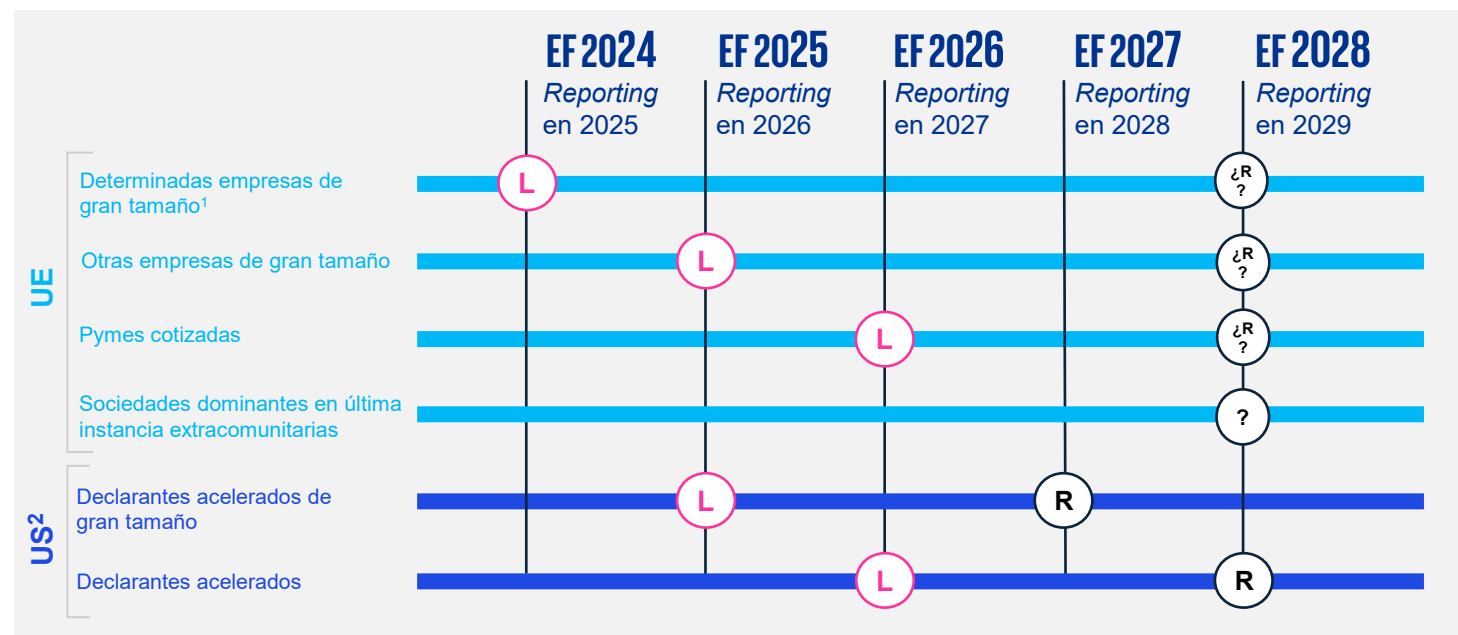 EF 2024
Reporting
en 2025
EF 2025
Reporting
en 2026
EF 2026
Reporting
en 2027
EF 2027
Reporting
en 2028
EF 2028
Reporting
en 2029
UE
Determinadas empresas de
gran tamaño¹
L
¿R
?
Otras empresas de gran tamaño
L
¿R
?
Pymes cotizadas
L
¿R
?
Sociedades dominantes en última
instancia extracomunitarias
?
US²
Declarantes acelerados de
gran tamaño
L
R
Declarantes acelerados
L
R